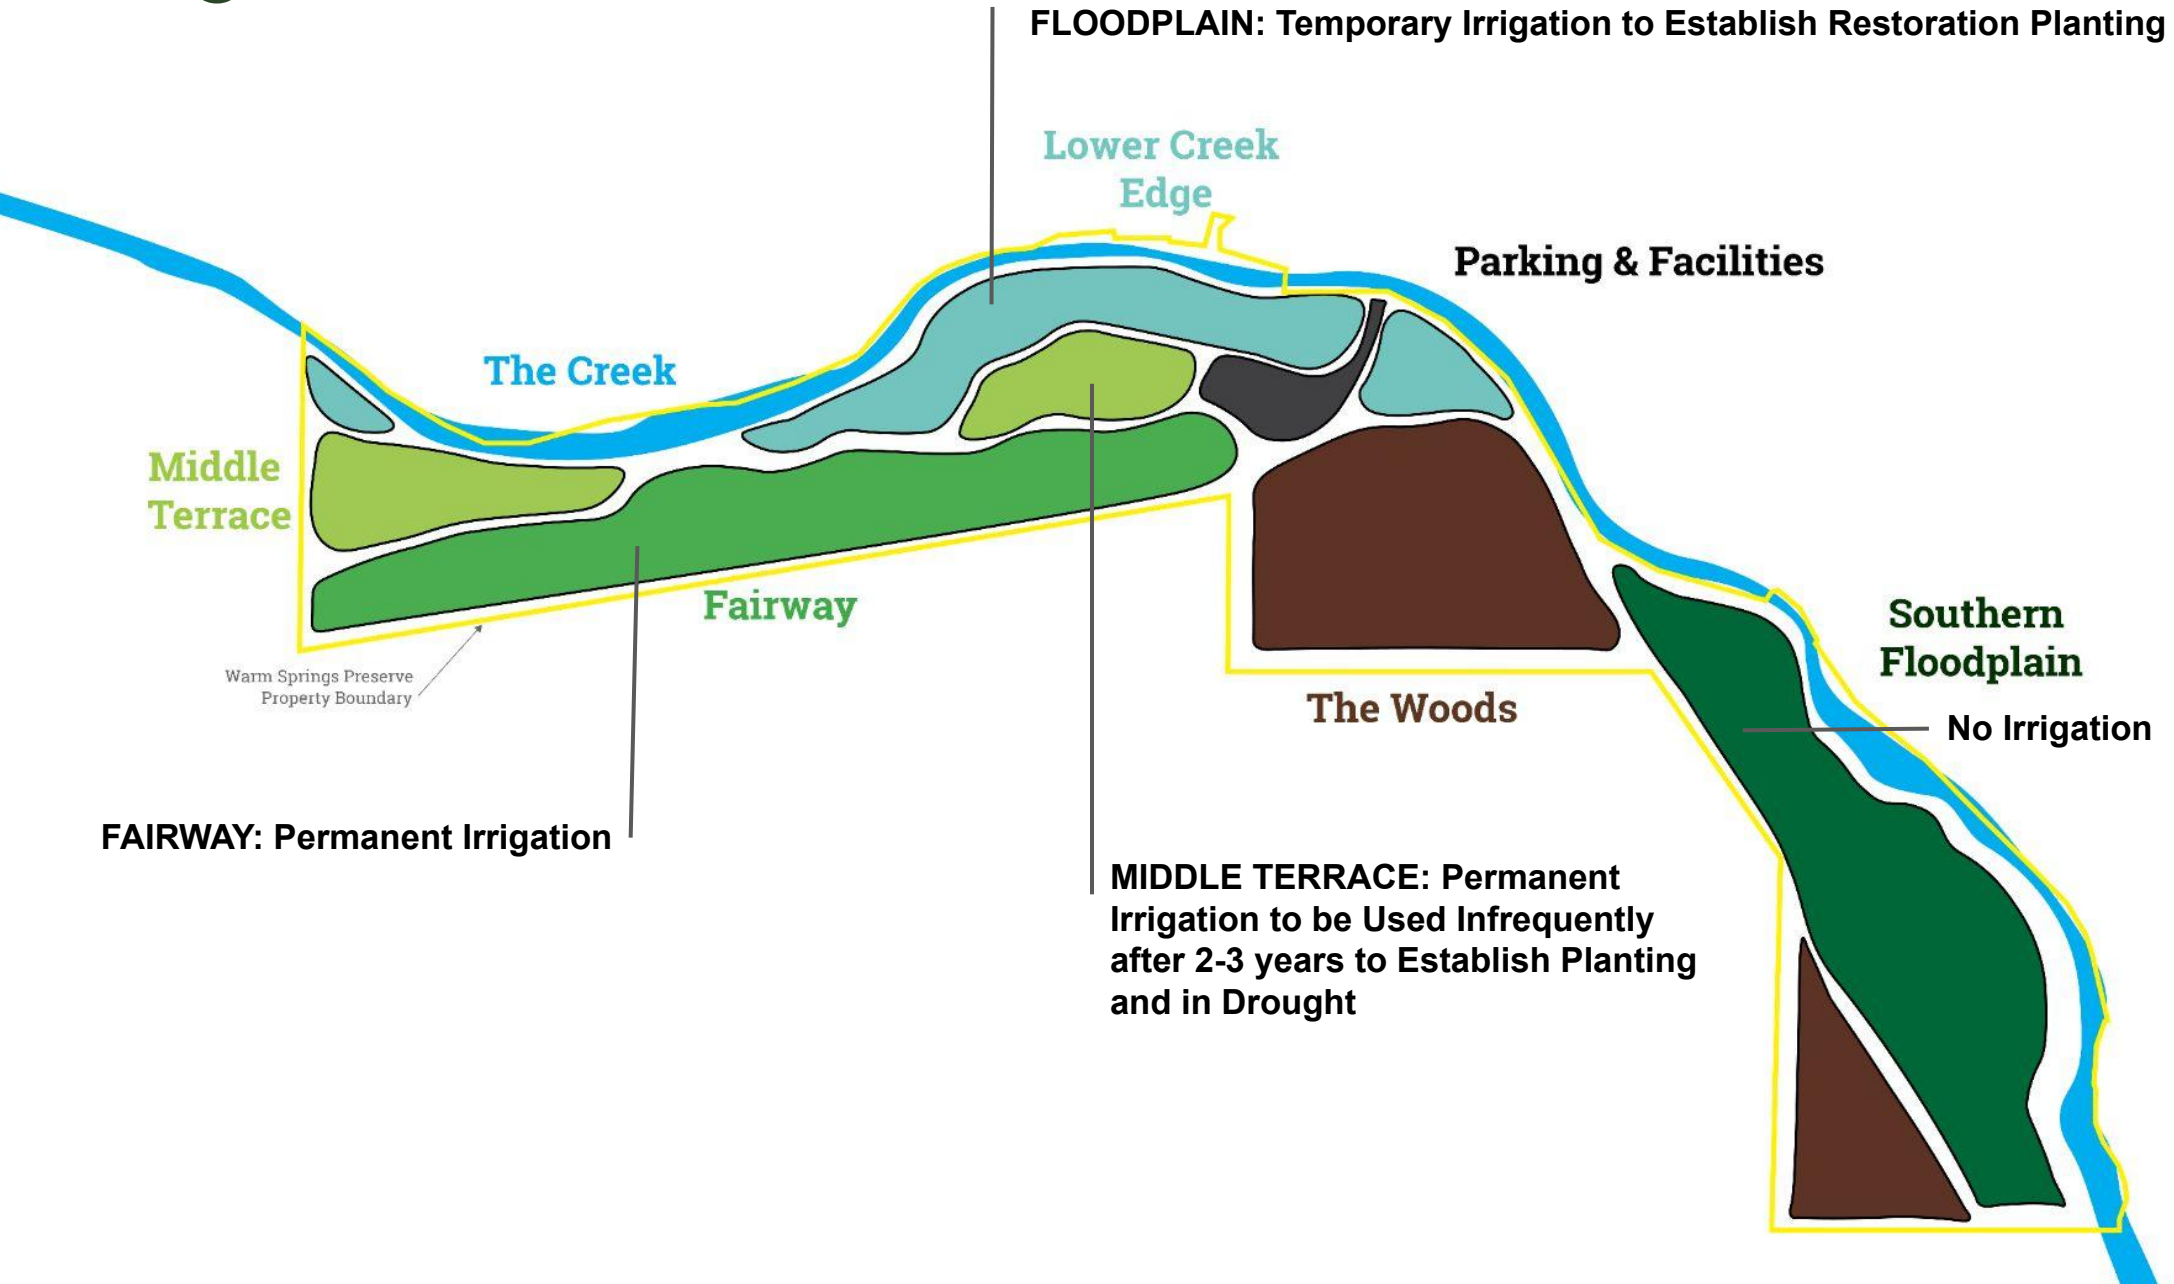 FLOODPLAIN: Temporary Irrigation to Establish Restoration Planting
Lower Creek
Edge
Parking & Facilities
The Creek
Middle
Terrace
Fairway
Warm Springs Preserve
Property Boundary
Southern
Floodplain
The Woods
No Irrigation
FAIRWAY: Permanent Irrigation
MIDDLE TERRACE: Permanent
Irrigation to be Used Infrequently
after 2-3 years to Establish Planting
and in Drought